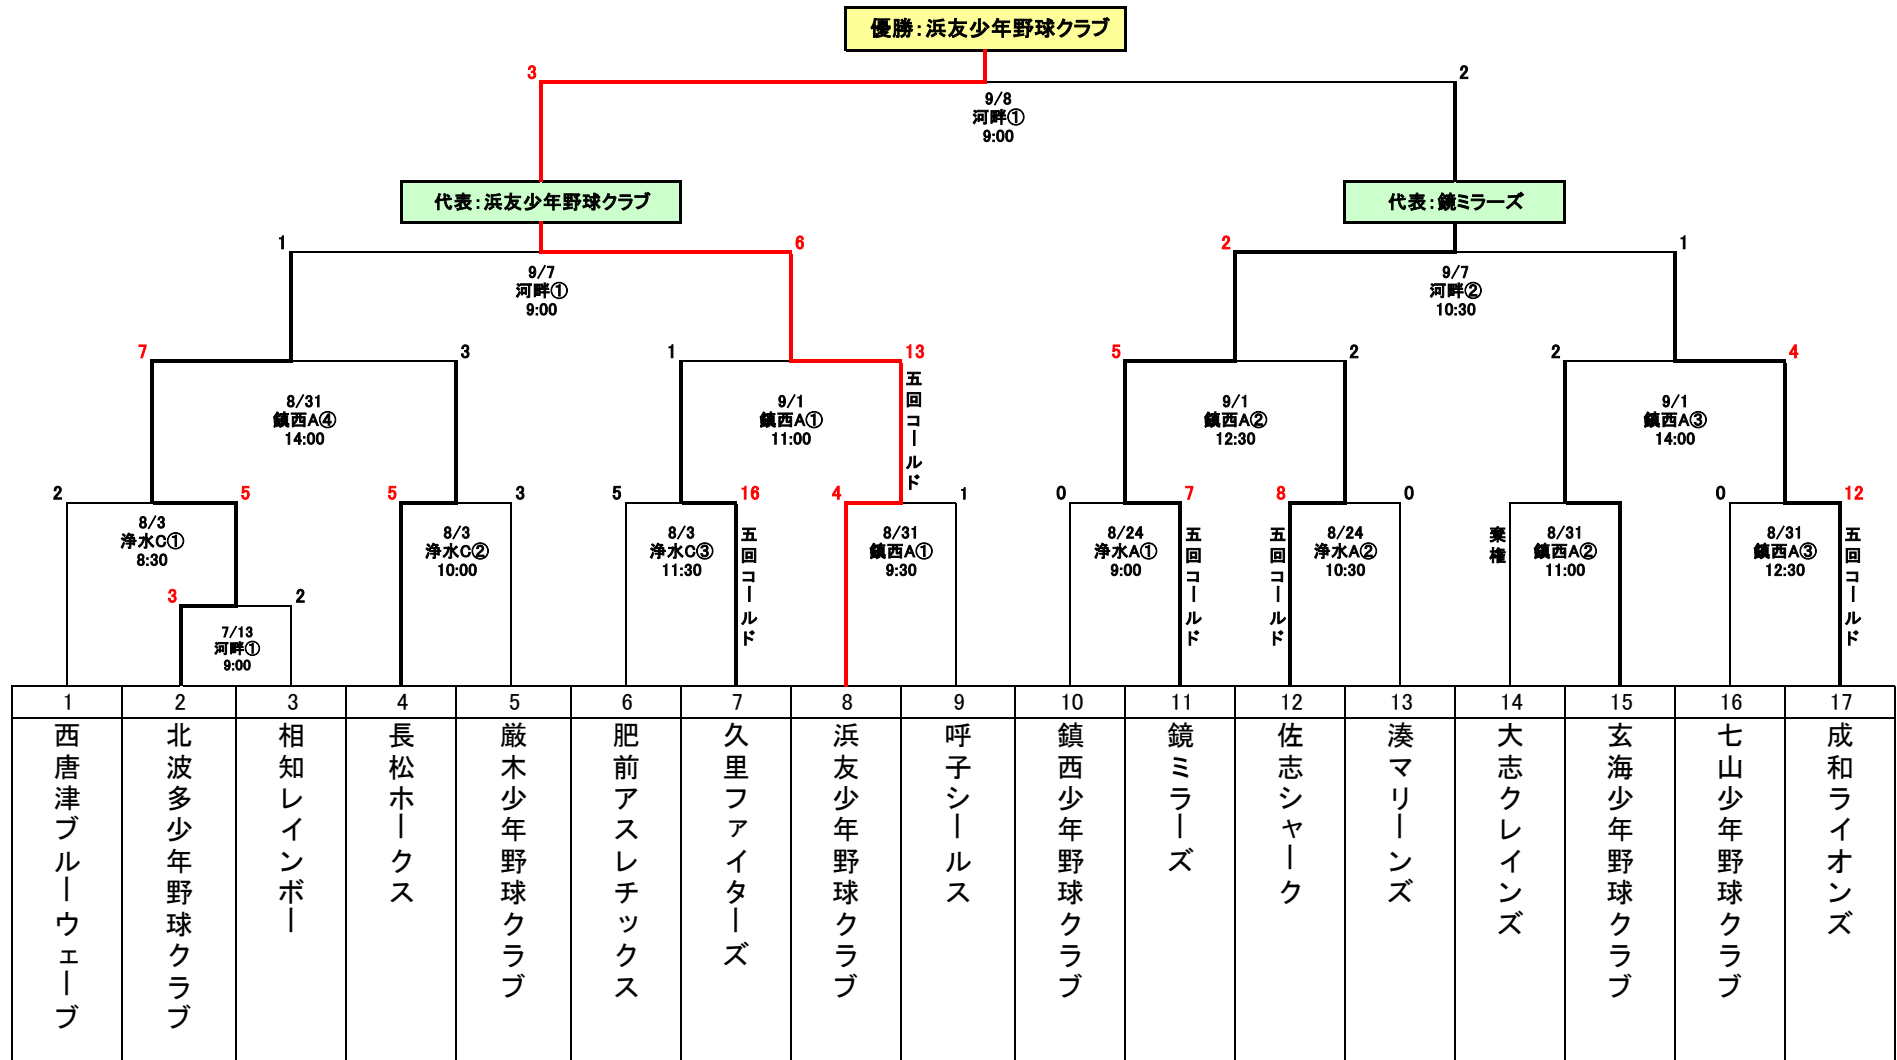 優勝：浜友少年野球クラブ
3
2
9/8
河畔①
9:00
代表：浜友少年野球クラブ
代表：鏡ミラーズ
1
6
2
1
9/7
河畔①
9:00
9/7
河畔②
10:30
7
3
1
13
5
2
2
4
8/31
鎮西A④
14:00
9/1
鎮西A①
11:00
五回コールド
9/1
鎮西A②
12:30
9/1
鎮西A③
14:00
2
5
5
3
5
16
4
1
0
7
8
0
0
12
8/3
浄水C①
8:30
8/3
浄水C②
10:00
8/3
浄水C③
11:30
五回コールド
8/31
鎮西A①
9:30
8/24
浄水A①
9:00
五回コールド
五回コールド
8/24
浄水A②
10:30
棄権
8/31
鎮西A②
11:00
8/31
鎮西A③
12:30
五回コールド
3
2
7/13
河畔①
9:00
1
2
3
4
5
6
7
8
9
10
11
12
13
14
15
16
17
西唐津ブルーウェーブ
北波多少年野球クラブ
相知レインボー
長松ホークス
厳木少年野球クラブ
肥前アスレチックス
久里ファイターズ
浜友少年野球クラブ
呼子シールス
鎮西少年野球クラブ
鏡ミラーズ
佐志シャーク
湊マリーンズ
大志クレインズ
玄海少年野球クラブ
七山少年野球クラブ
成和ライオンズ